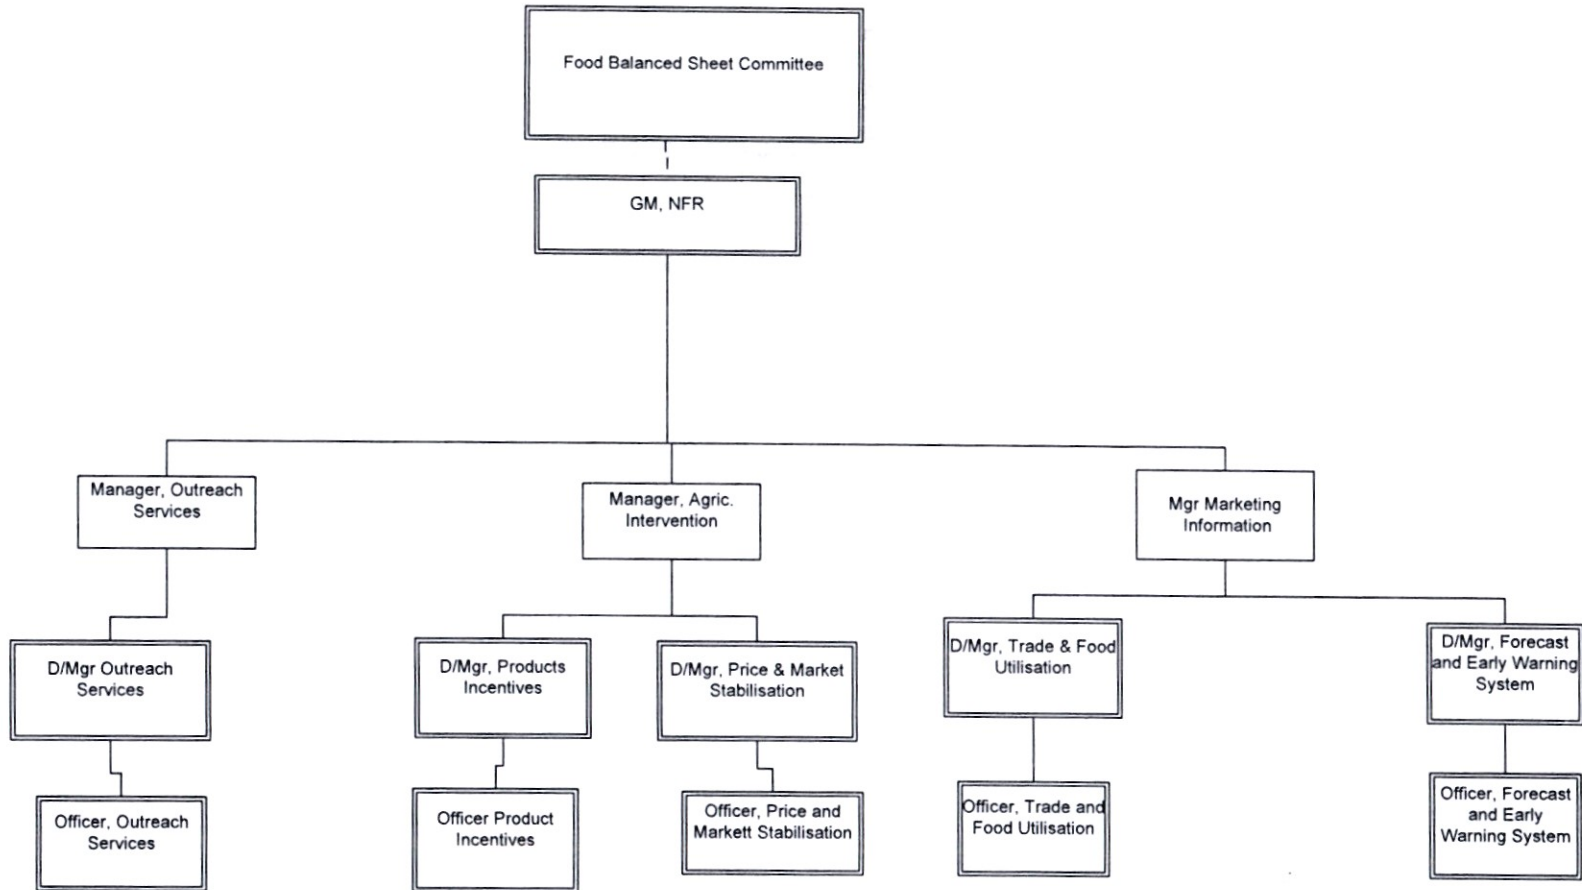 Food Balanced Sheet Committee
GM, NFR
Manager, Outreach
Services
Manager, Agric.
Intervention
Mgr Marketing
Information
D/Mgr Outreach
Services
D/Mgr, Products
Incentives
D/Mgr, Price & Market
Stabilisation
D/Mgr, Trade & Food
Utilisation
D/Mgr, Forecast
and Early Warning
System
Officer, Outreach
Services
Officer Product
Incentives
Officer, Price and
Markett Stabilisation
Officer, Trade and
Food Utilisation
Officer, Forecast
and Early
Warning System